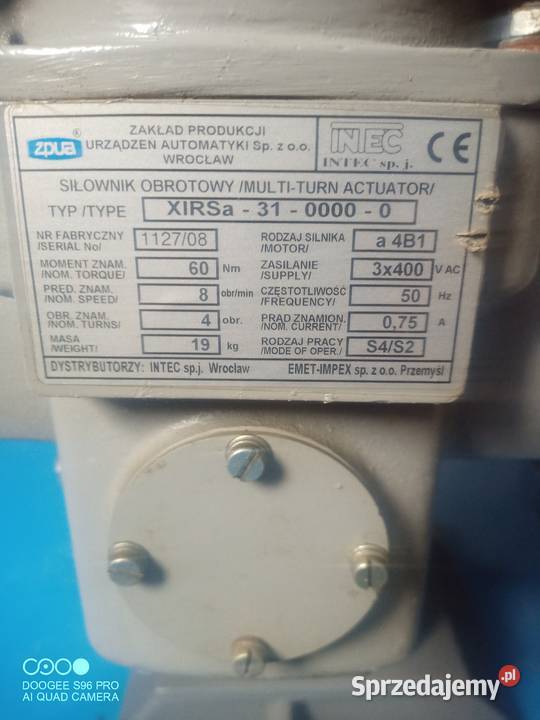 zpua ®
ZAKŁAD PRODUKCJI
URZĄDZEŃ AUTOMATYKI Sp. z o.o.
WROCŁAW
INTEC
INTEC sp. j.
CE
SIŁOWNIK OBROTOWY /MULTI-TURN ACTUATOR/
TYP /TYPE XIRSa - 31 - 0000 - 0
NR FABRYCZNY /SERIAL No/ 1127/08 RODZAJ SILNIKA /MOTOR/ a 4B1
MOMENT ZNAM. /NOM. TORQUE/ 60 Nm ZASILANIE /SUPPLY/ 3x400 V AC
PRĘD. ZNAM. /NOM. SPEED/ 8 obr/min CZĘSTOTLIWOŚĆ /FREQUENCY/ 50 Hz
OBR. ZNAM. /NOM. TURNS/ 4 obr. PRĄD ZNAMION. /NOM. CURRENT/ 0,75 A
MASA /WEIGHT/ 19 kg RODZAJ PRACY /MODE OF OPER./ S4/S2
DYSTRYBUTORZY: INTEC sp.j. Wrocław EMET-IMPEX sp. z o.o. Przemyśl
DOOGEE S96 PRO
AI QUAD CAMERA
Sprzedajemy.pl